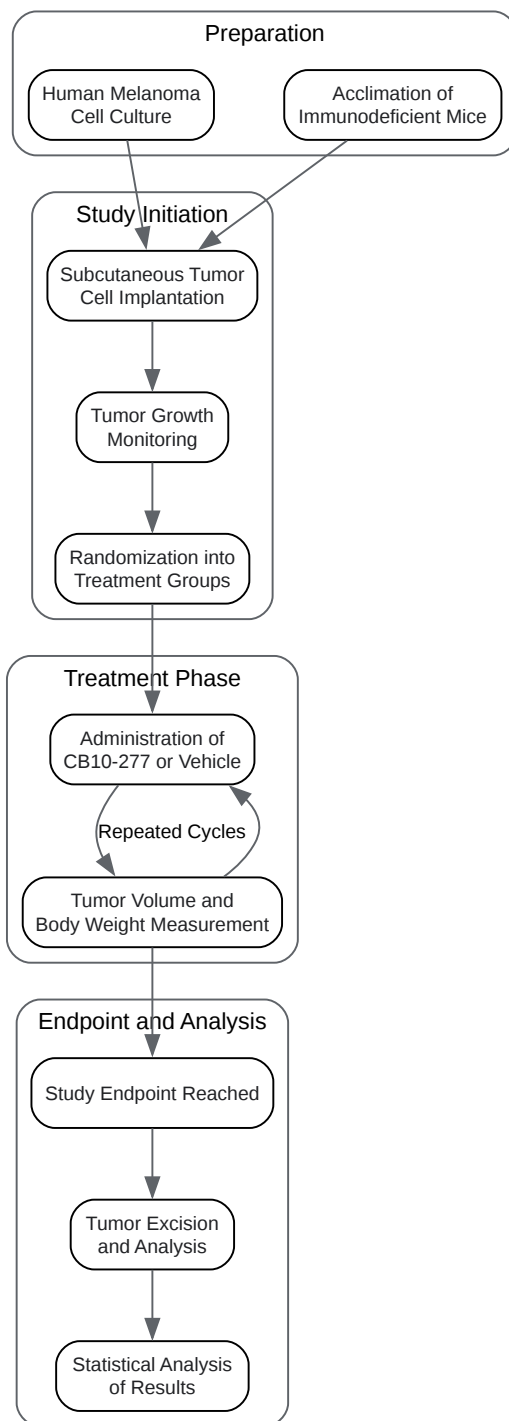 Preparation
Human Melanoma
Cell Culture
Acclimation of
Immunodeficient Mice
Study Initiation
Subcutaneous Tumor
Cell Implantation
Tumor Growth
Monitoring
Randomization into
Treatment Groups
Treatment Phase
Administration of
CB10-277 or Vehicle
Repeated Cycles
Tumor Volume and
Body Weight Measurement
Endpoint and Analysis
Study Endpoint Reached
Tumor Excision
and Analysis
Statistical Analysis
of Results